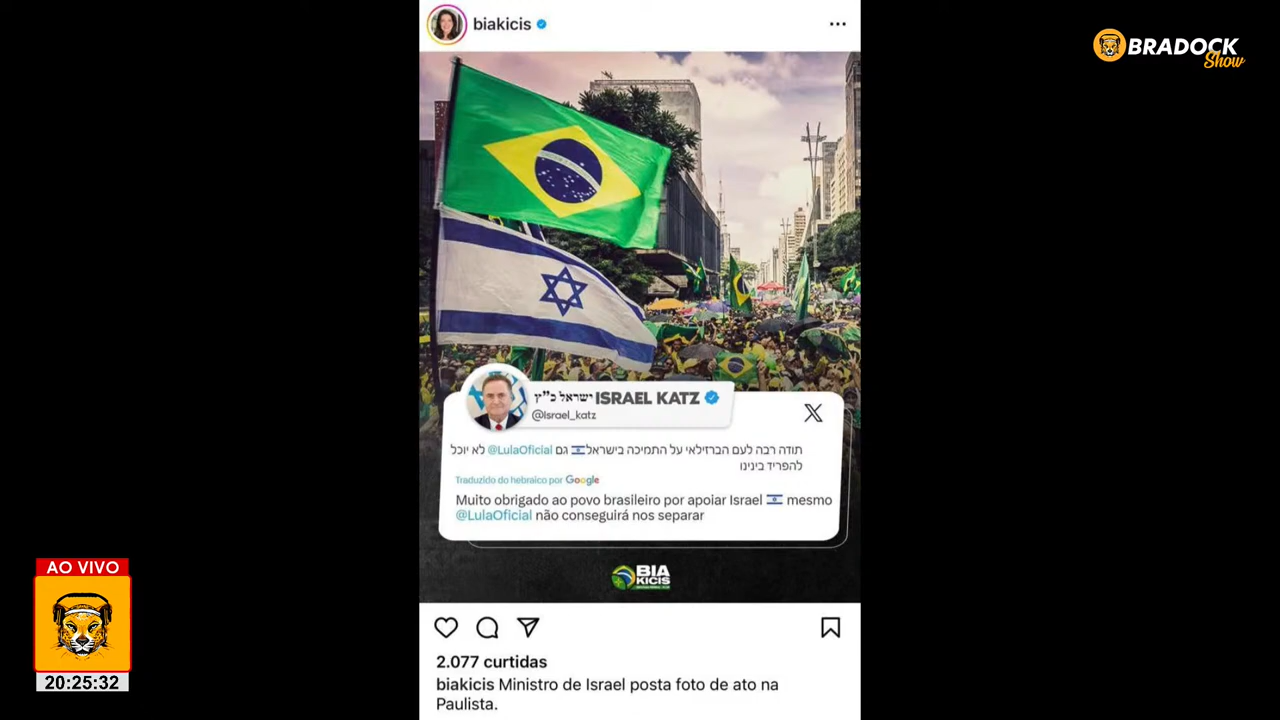 biakicis
BRADOCK
Show
ישראל כ״ץ ISRAEL KATZ
@israel_katz
תודה רבה לעם הברזילאי על התמיכה בישראל🇮🇱 גם @LulaOficial לא יוכל
להפריד בינינו
Traduzido do hebraico por Google
Muito obrigado ao povo brasileiro por apoiar Israel 🇮🇱 mesmo
@LulaOficial não conseguirá nos separar
BIA
KICIS
2.077 curtidas
biakicis Ministro de Israel posta foto de ato na
Paulista.
AO VIVO
20:25:32